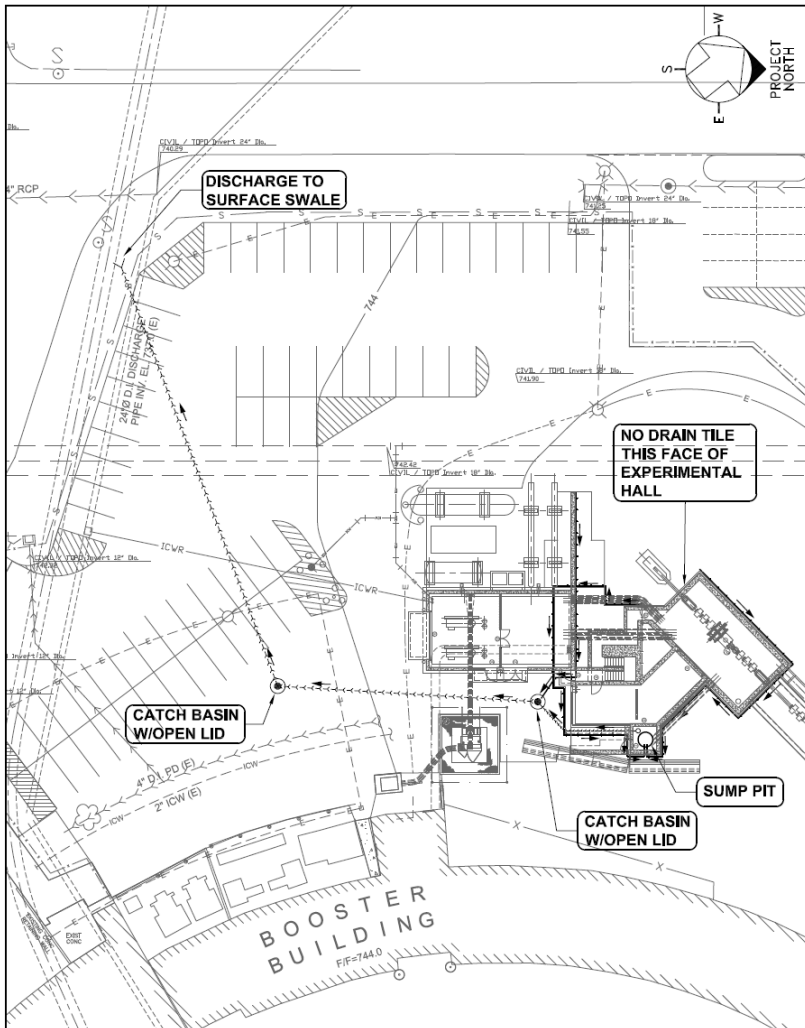 W
S
E
PROJECT
NORTH
S
Dia.
CIVIL / TOPO Invert 24" Dia.
740.29
4" RCP
DISCHARGE TO
SURFACE SWALE
CIVIL / TOPO Invert 24" Dia.
CIVIL / TOPO Invert 18" Dia.
741.55
S
E
S
E
S
E
S
E
S
744
24"Ø D.I. DISCHARGE
PIPE INV. EL. 737.0 (E)
CIVIL / TOPO Invert 18" Dia.
741.90
NO DRAIN TILE
THIS FACE OF
EXPERIMENTAL
HALL
742.42
CIVIL / TOPO Invert 18" Dia.
ICWR
CIVIL / TOPO Invert 12" Dia.
ICWR
CATCH BASIN
W/OPEN LID
4" D.I. PD (E)
ICW
2" ICW (E)
ICW
SUMP PIT
CATCH BASIN
W/OPEN LID
X
X
BOOSTER
BUILDING
F/F=744.0
EXIST
CONC